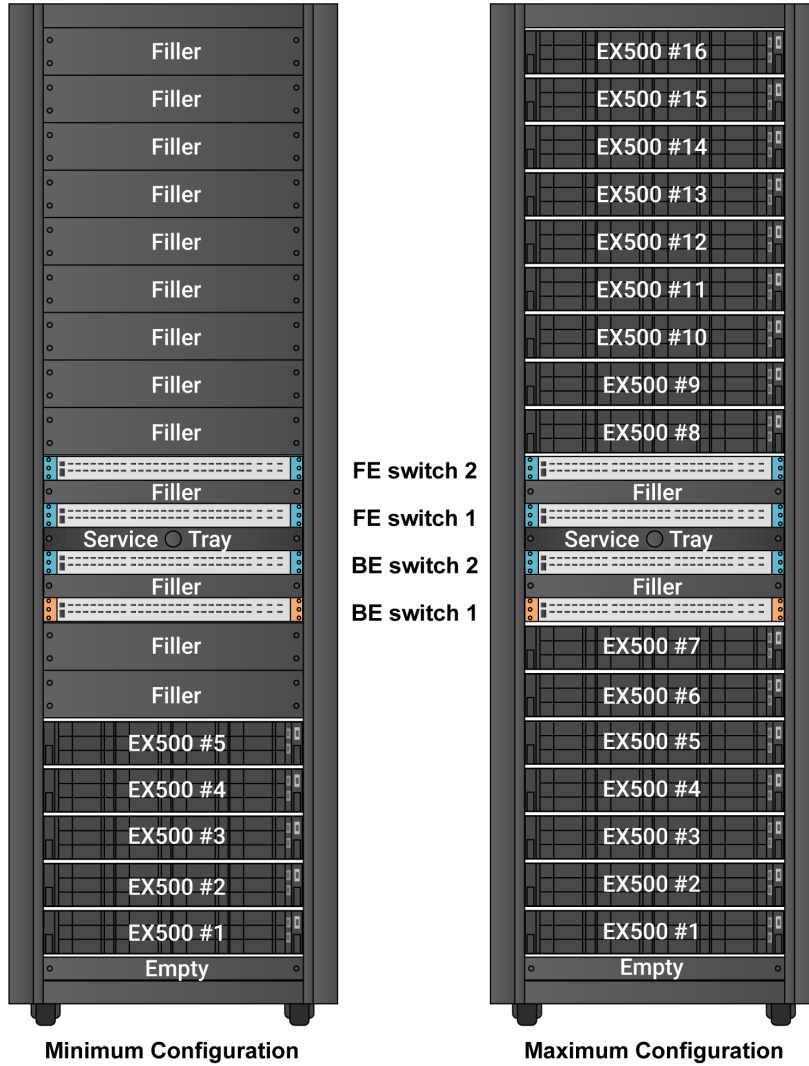 Filler
Filler
Filler
Filler
Filler
Filler
Filler
Filler
Filler
Filler
Service Tray
Filler
Filler
Filler
EX500 #5
EX500 #4
EX500 #3
EX500 #2
EX500 #1
Empty
Minimum Configuration
FE switch 2
FE switch 1
BE switch 2
BE switch 1
EX500 #16
EX500 #15
EX500 #14
EX500 #13
EX500 #12
EX500 #11
EX500 #10
EX500 #9
EX500 #8
Filler
Service Tray
Filler
EX500 #7
EX500 #6
EX500 #5
EX500 #4
EX500 #3
EX500 #2
EX500 #1
Empty
Maximum Configuration